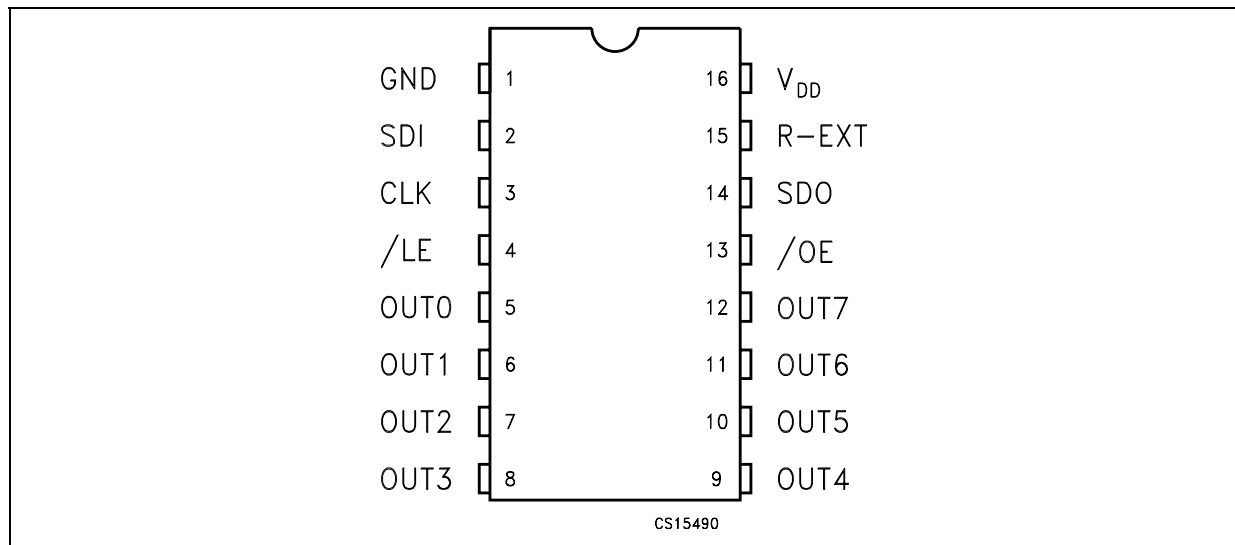 GND 1 16 V_DD
SDI 2 15 R-EXT
CLK 3 14 SDO
/LE 4 13 /OE
OUT0 5 12 OUT7
OUT1 6 11 OUT6
OUT2 7 10 OUT5
OUT3 8 9 OUT4
CS15490